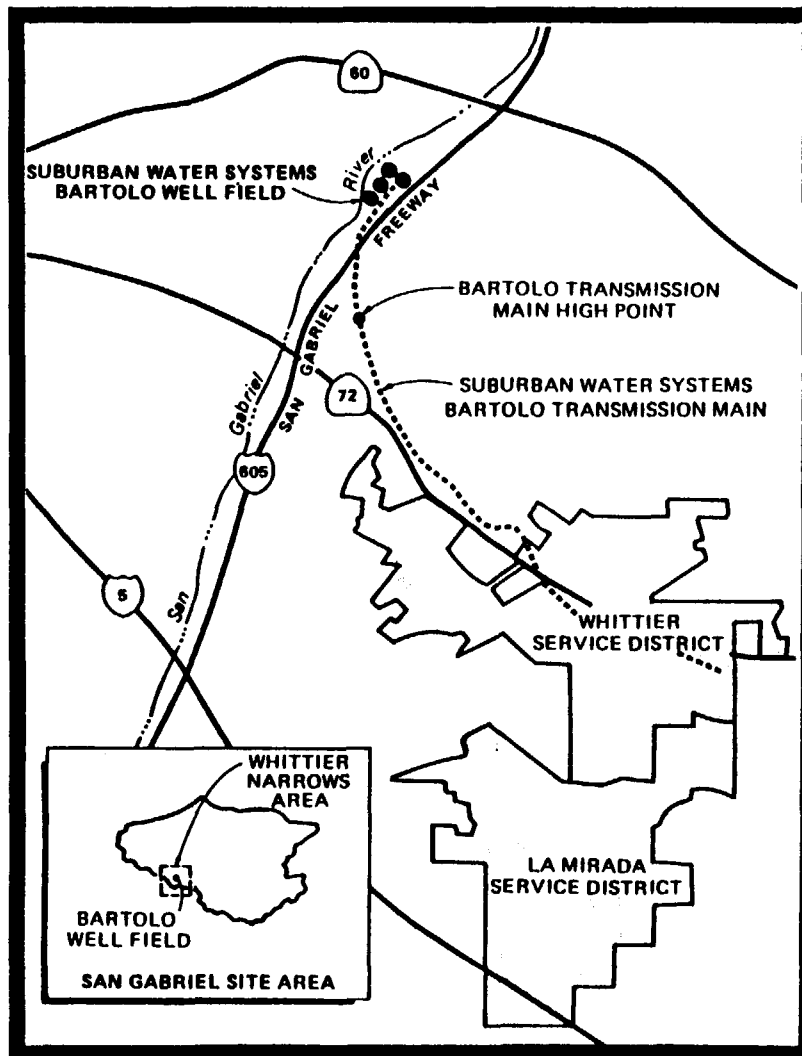 60
SUBURBAN WATER SYSTEMS
BARTOLO WELL FIELD
River
FREEWAY
BARTOLO TRANSMISSION
MAIN HIGH POINT
GABRIEL
SAN
72
SUBURBAN WATER SYSTEMS
BARTOLO TRANSMISSION MAIN
Gabriel
605
San
5
WHITTIER
SERVICE DISTRICT
WHITTIER
NARROWS
AREA
BARTOLO
WELL FIELD
SAN GABRIEL SITE AREA
LA MIRADA
SERVICE DISTRICT